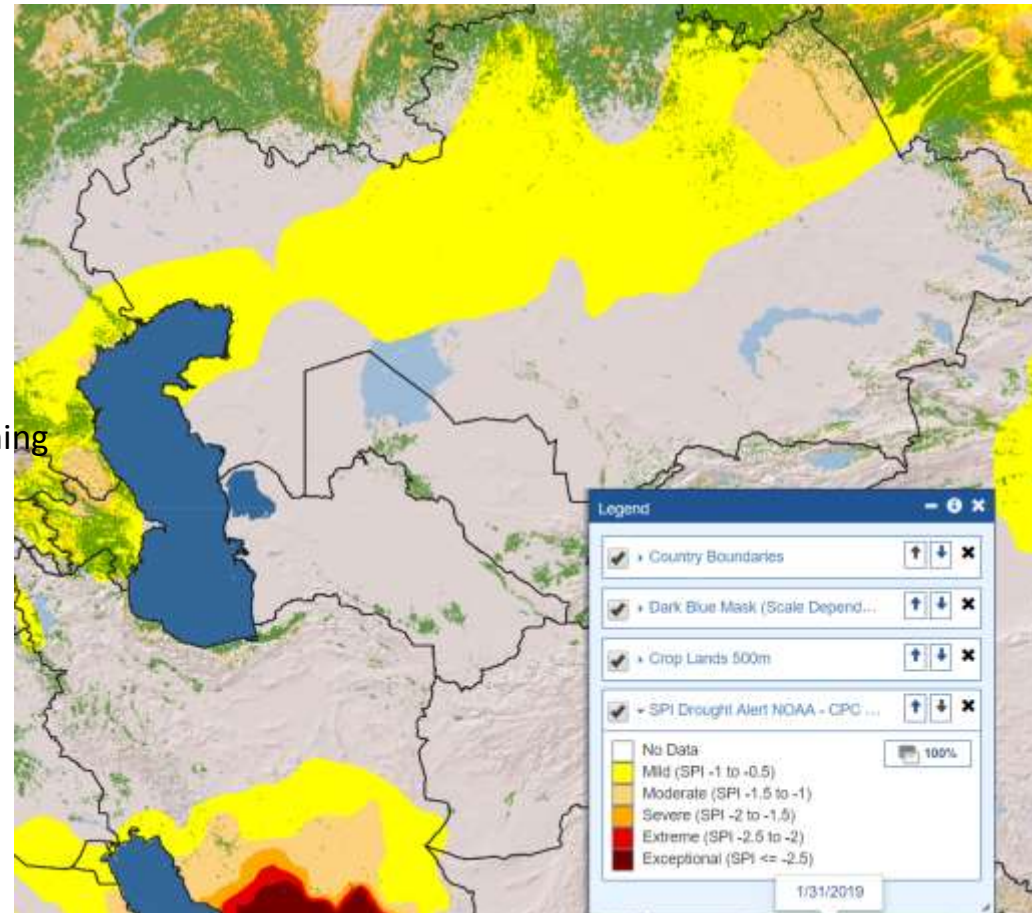 ning
Legend
Country Boundaries
Dark Blue Mask (Scale Depend...
Crop Lands 500m
SPI Drought Alert NOAA - CPC ...
No Data
100%
Mild (SPI -1 to -0.5)
Moderate (SPI -1.5 to -1)
Severe (SPI -2 to -1.5)
Extreme (SPI -2.5 to -2)
Exceptional (SPI <= -2.5)
1/31/2019